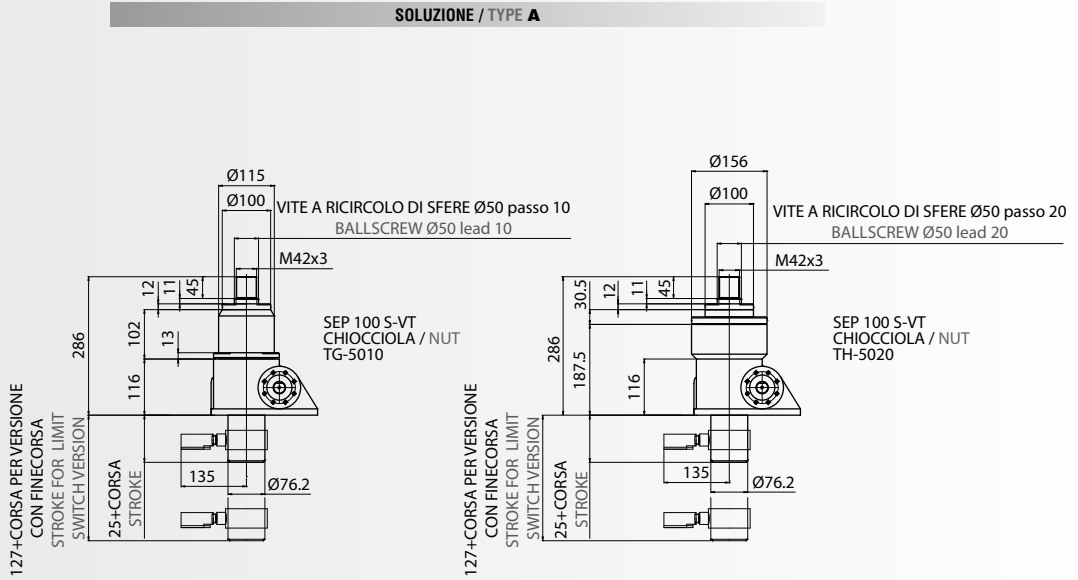 SOLUZIONE / TYPE A
Ø115
Ø100
VITE A RICIRCOLO DI SFERE Ø50 passo 10
BALLSCREW Ø50 lead 10
M42x3
12
11
45
286
102
13
116
SEP 100 S-VT
CHIOCCIOLA / NUT
TG-5010
127+CORSA PER VERSIONE
CON FINECORSA
STROKE FOR LIMIT
SWITCH VERSION
25+CORSA
STROKE
135
Ø76.2
Ø156
Ø100
VITE A RICIRCOLO DI SFERE Ø50 passo 20
BALLSCREW Ø50 lead 20
M42x3
30.5
12
11
45
286
187.5
116
SEP 100 S-VT
CHIOCCIOLA / NUT
TH-5020
127+CORSA PER VERSIONE
CON FINECORSA
STROKE FOR LIMIT
SWITCH VERSION
25+CORSA
STROKE
135
Ø76.2